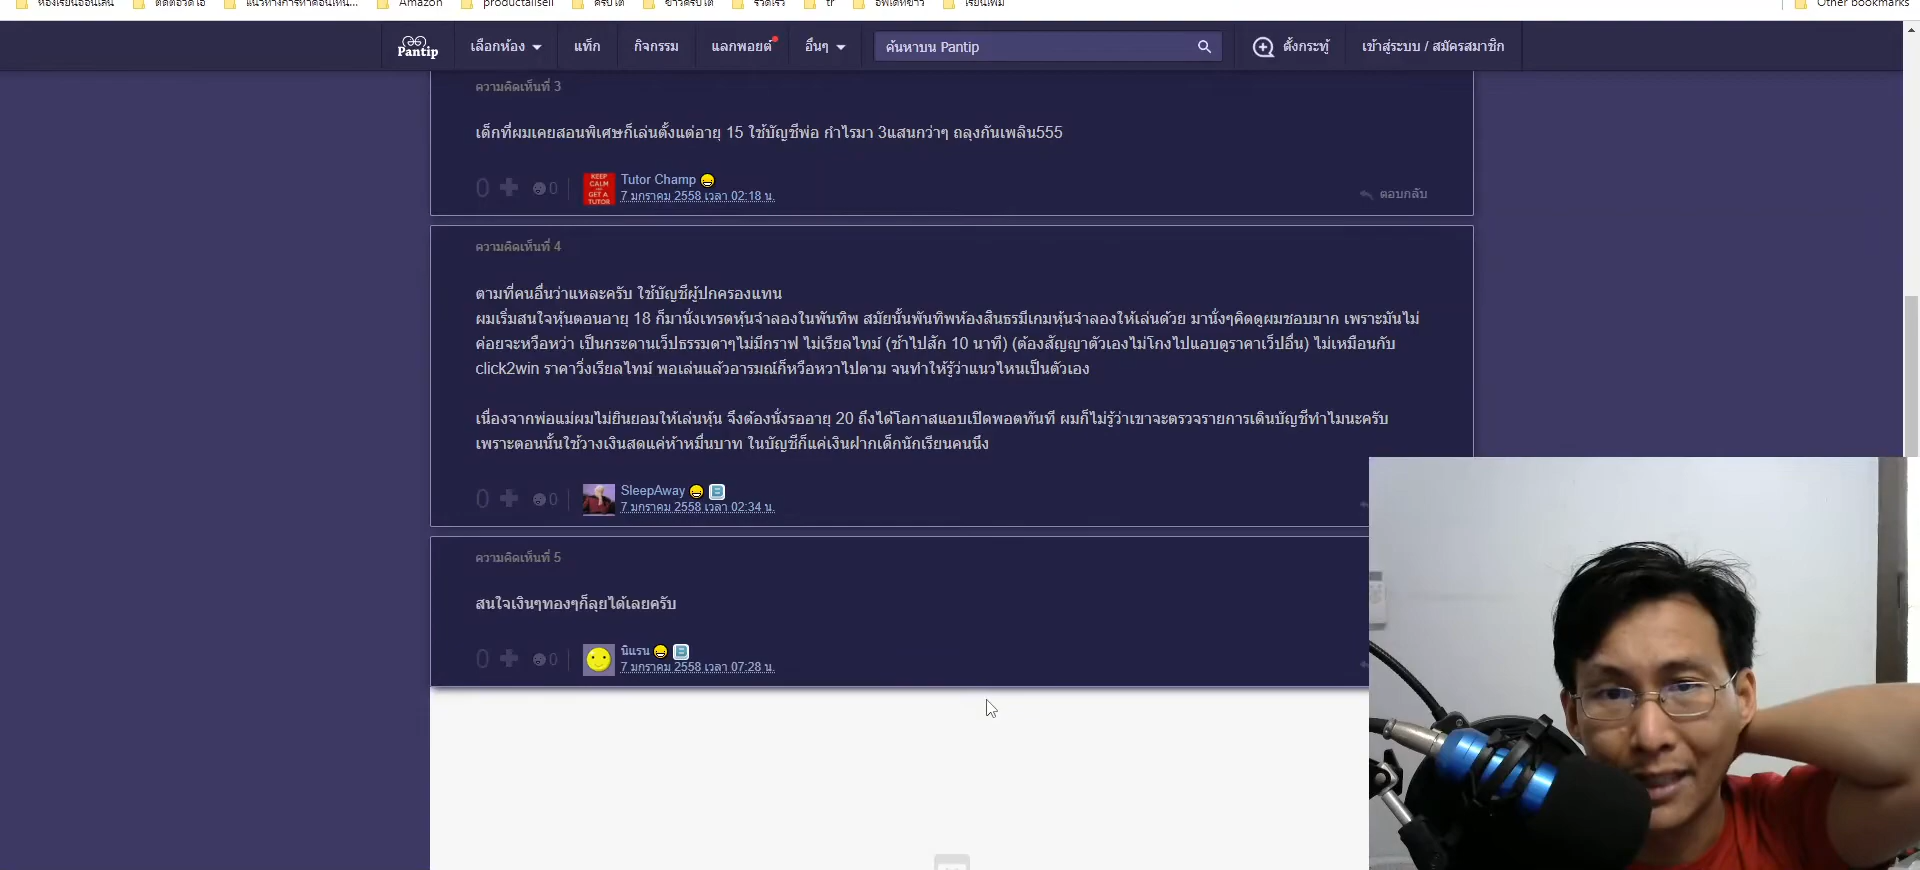 Amazon
productallsell
tr
Other bookmarks
Pantip
เลือกห้อง
แท็ก
กิจกรรม
แลกพอยต์
อื่นๆ
ค้นหาบน Pantip
ตั้งกระทู้
เข้าสู่ระบบ / สมัครสมาชิก
ความคิดเห็นที่ 3
เด็กที่ผมเคยสอนพิเศษก็เล่นตั้งแต่อายุ 15 ใช้บัญชีพ่อ กำไรมา 3แสนกว่าๆ ถลุงกันเพลิน555
0 0
KEEP
CALM
AND
GET A
TUTOR
Tutor Champ
7 มกราคม 2558 เวลา 02:18 น.
ตอบกลับ
ความคิดเห็นที่ 4
ตามที่คนอื่นว่าแหละครับ ใช้บัญชีผู้ปกครองแทน
ผมเริ่มสนใจหุ้นตอนอายุ 18 ก็มานั่งเทรดหุ้นจำลองในพันทิพ สมัยนั้นพันทิพห้องสินธรมีเกมหุ้นจำลองให้เล่นด้วย มานั่งๆคิดดูผมชอบมาก เพราะมันไม่
ค่อยจะหวือหว่า เป็นกระดานเว็ปธรรมดาๆไม่มีกราฟ ไม่เรียลไทม์ (ช้าไปสัก 10 นาที) (ต้องสัญญาตัวเองไม่โกงไปแอบดูราคาเว็ปอื่น) ไม่เหมือนกับ
click2win ราคาวิ่งเรียลไทม์ พอเล่นแล้วอารมณ์ก็หวือหวาไปตาม จนทำให้รู้ว่าแนวไหนเป็นตัวเอง
เนื่องจากพ่อแม่ผมไม่ยินยอมให้เล่นหุ้น จึงต้องนั่งรออายุ 20 ถึงได้โอกาสแอบเปิดพอตทันที ผมก็ไม่รู้ว่าเขาจะตรวจรายการเดินบัญชีทำไมนะครับ
เพราะตอนนั้นใช้วางเงินสดแค่ห้าหมื่นบาท ในบัญชีก็แค่เงินฝากเด็กนักเรียนคนนึง
0 0
SleepAway
7 มกราคม 2558 เวลา 02:34 น.
ความคิดเห็นที่ 5
สนใจเงินๆทองๆก็ลุยได้เลยครับ
0 0
นิแรน
7 มกราคม 2558 เวลา 07:28 น.